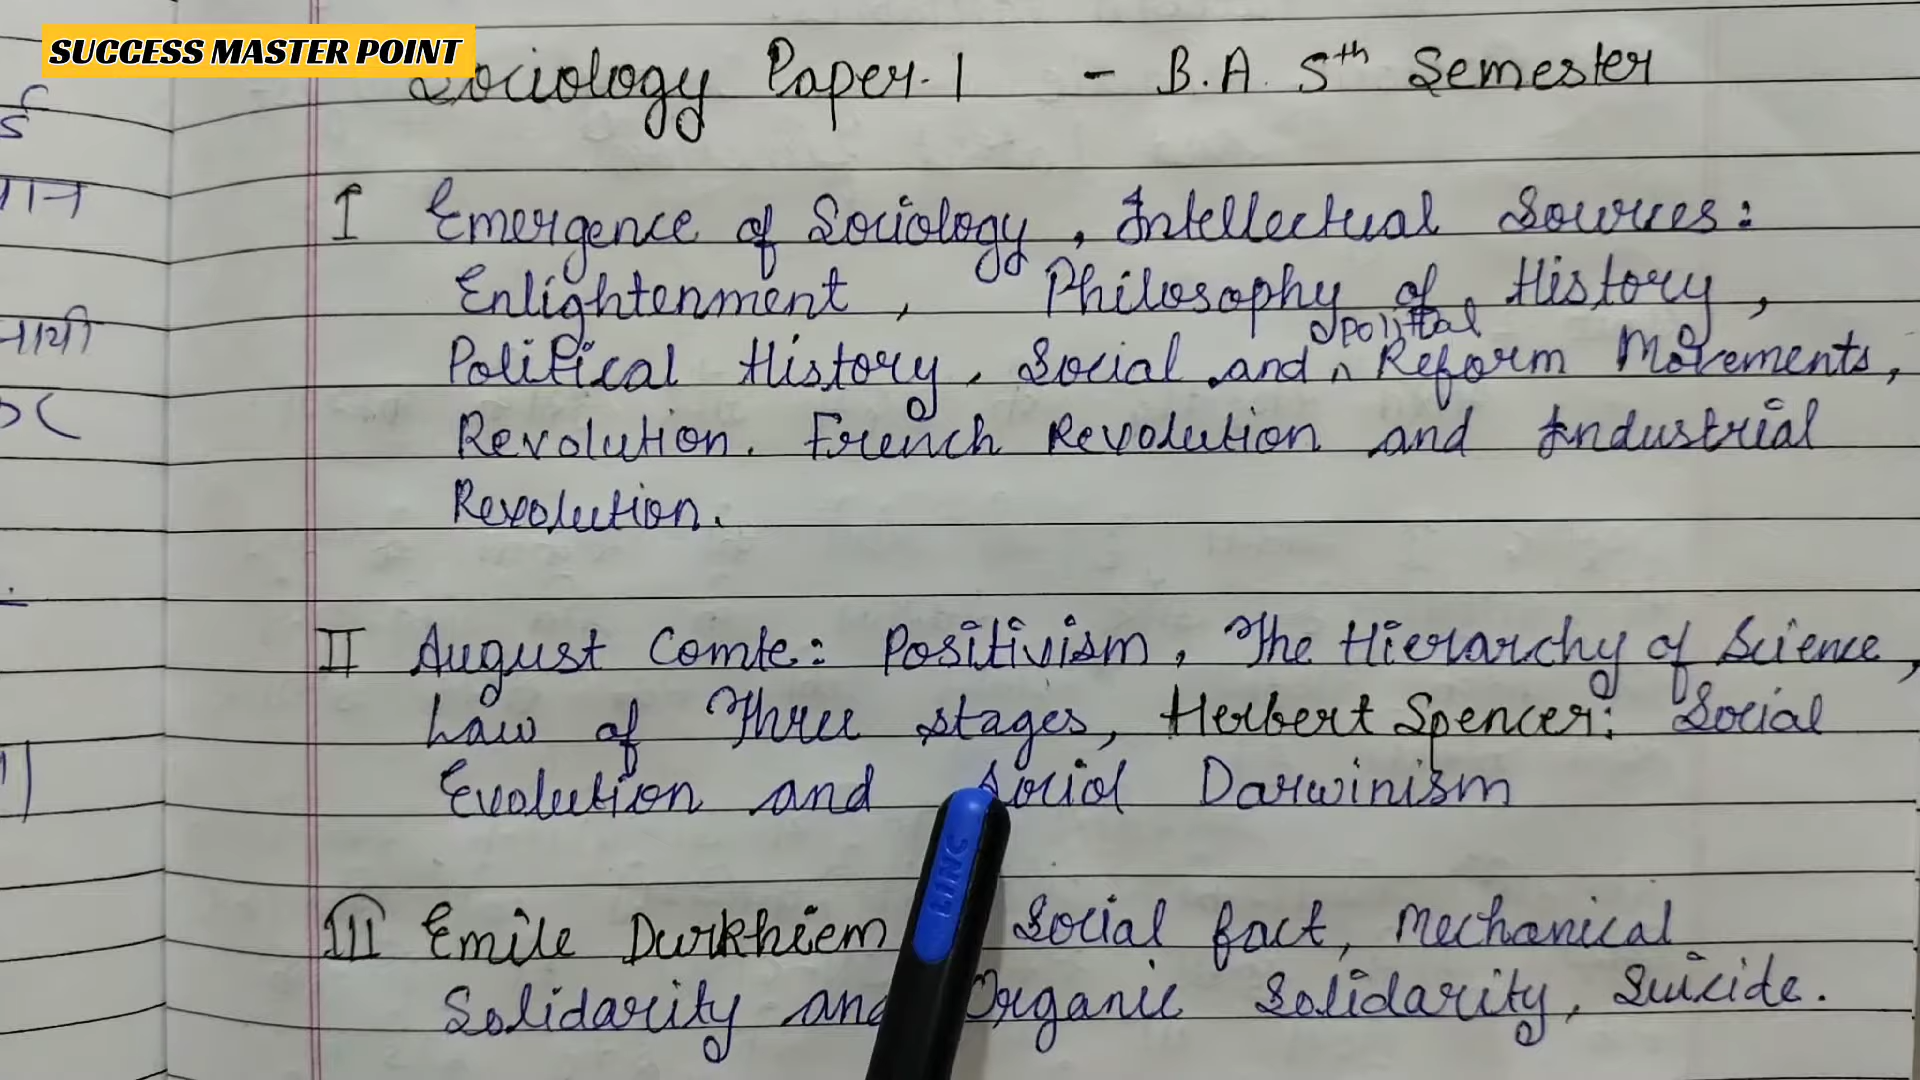 SUCCESS MASTER POINT
Sociology Paper-1 - B.A. 5th Semester
I Emergence of Sociology, Intellectual Sources:
Enlightenment, Philosophy of History,
Political History, Social and political Reform Movements,
Revolution. French Revolution and Industrial
Revolution.
II August Comte: Positivism, The Hierarchy of Science,
Law of Three stages, Herbert Spencer: Social
Evolution and Social Darwinism
III Emile Durkhiem Social fact, Mechanical
Solidarity and Organic Solidarity, Suicide.
LINC